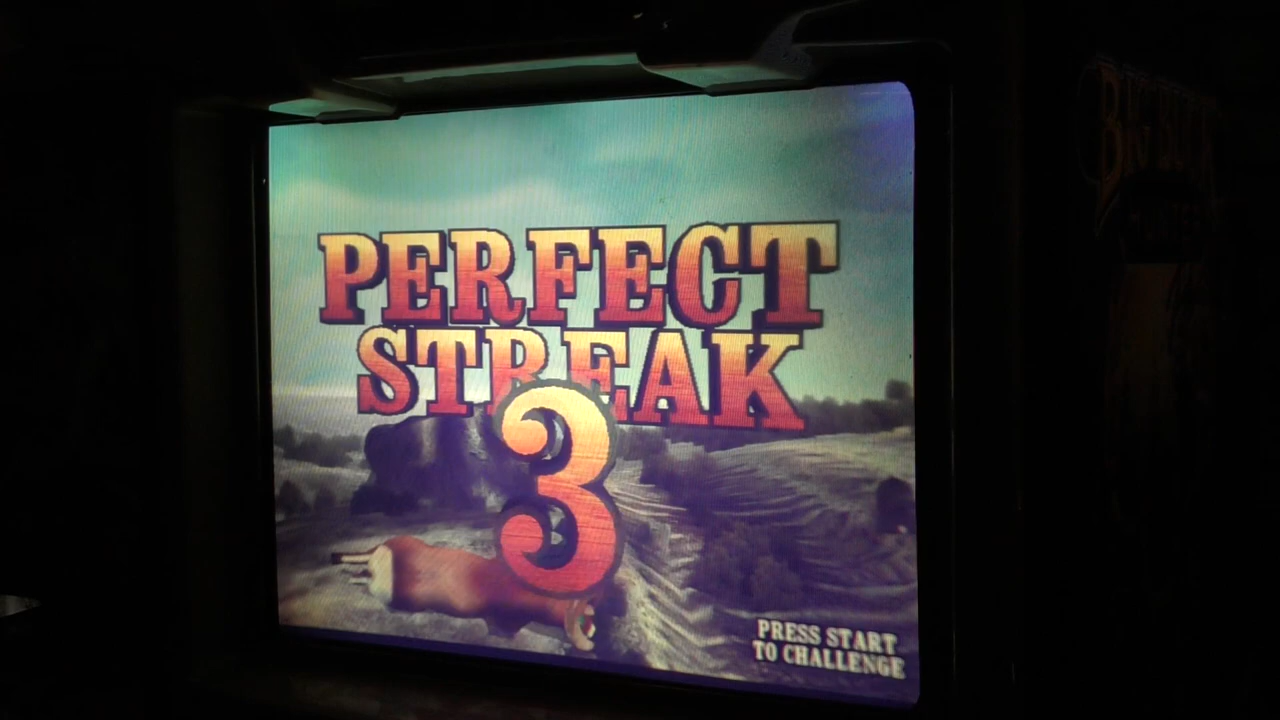 PERFECT
STREAK
3
PRESS START
TO CHALLENGE